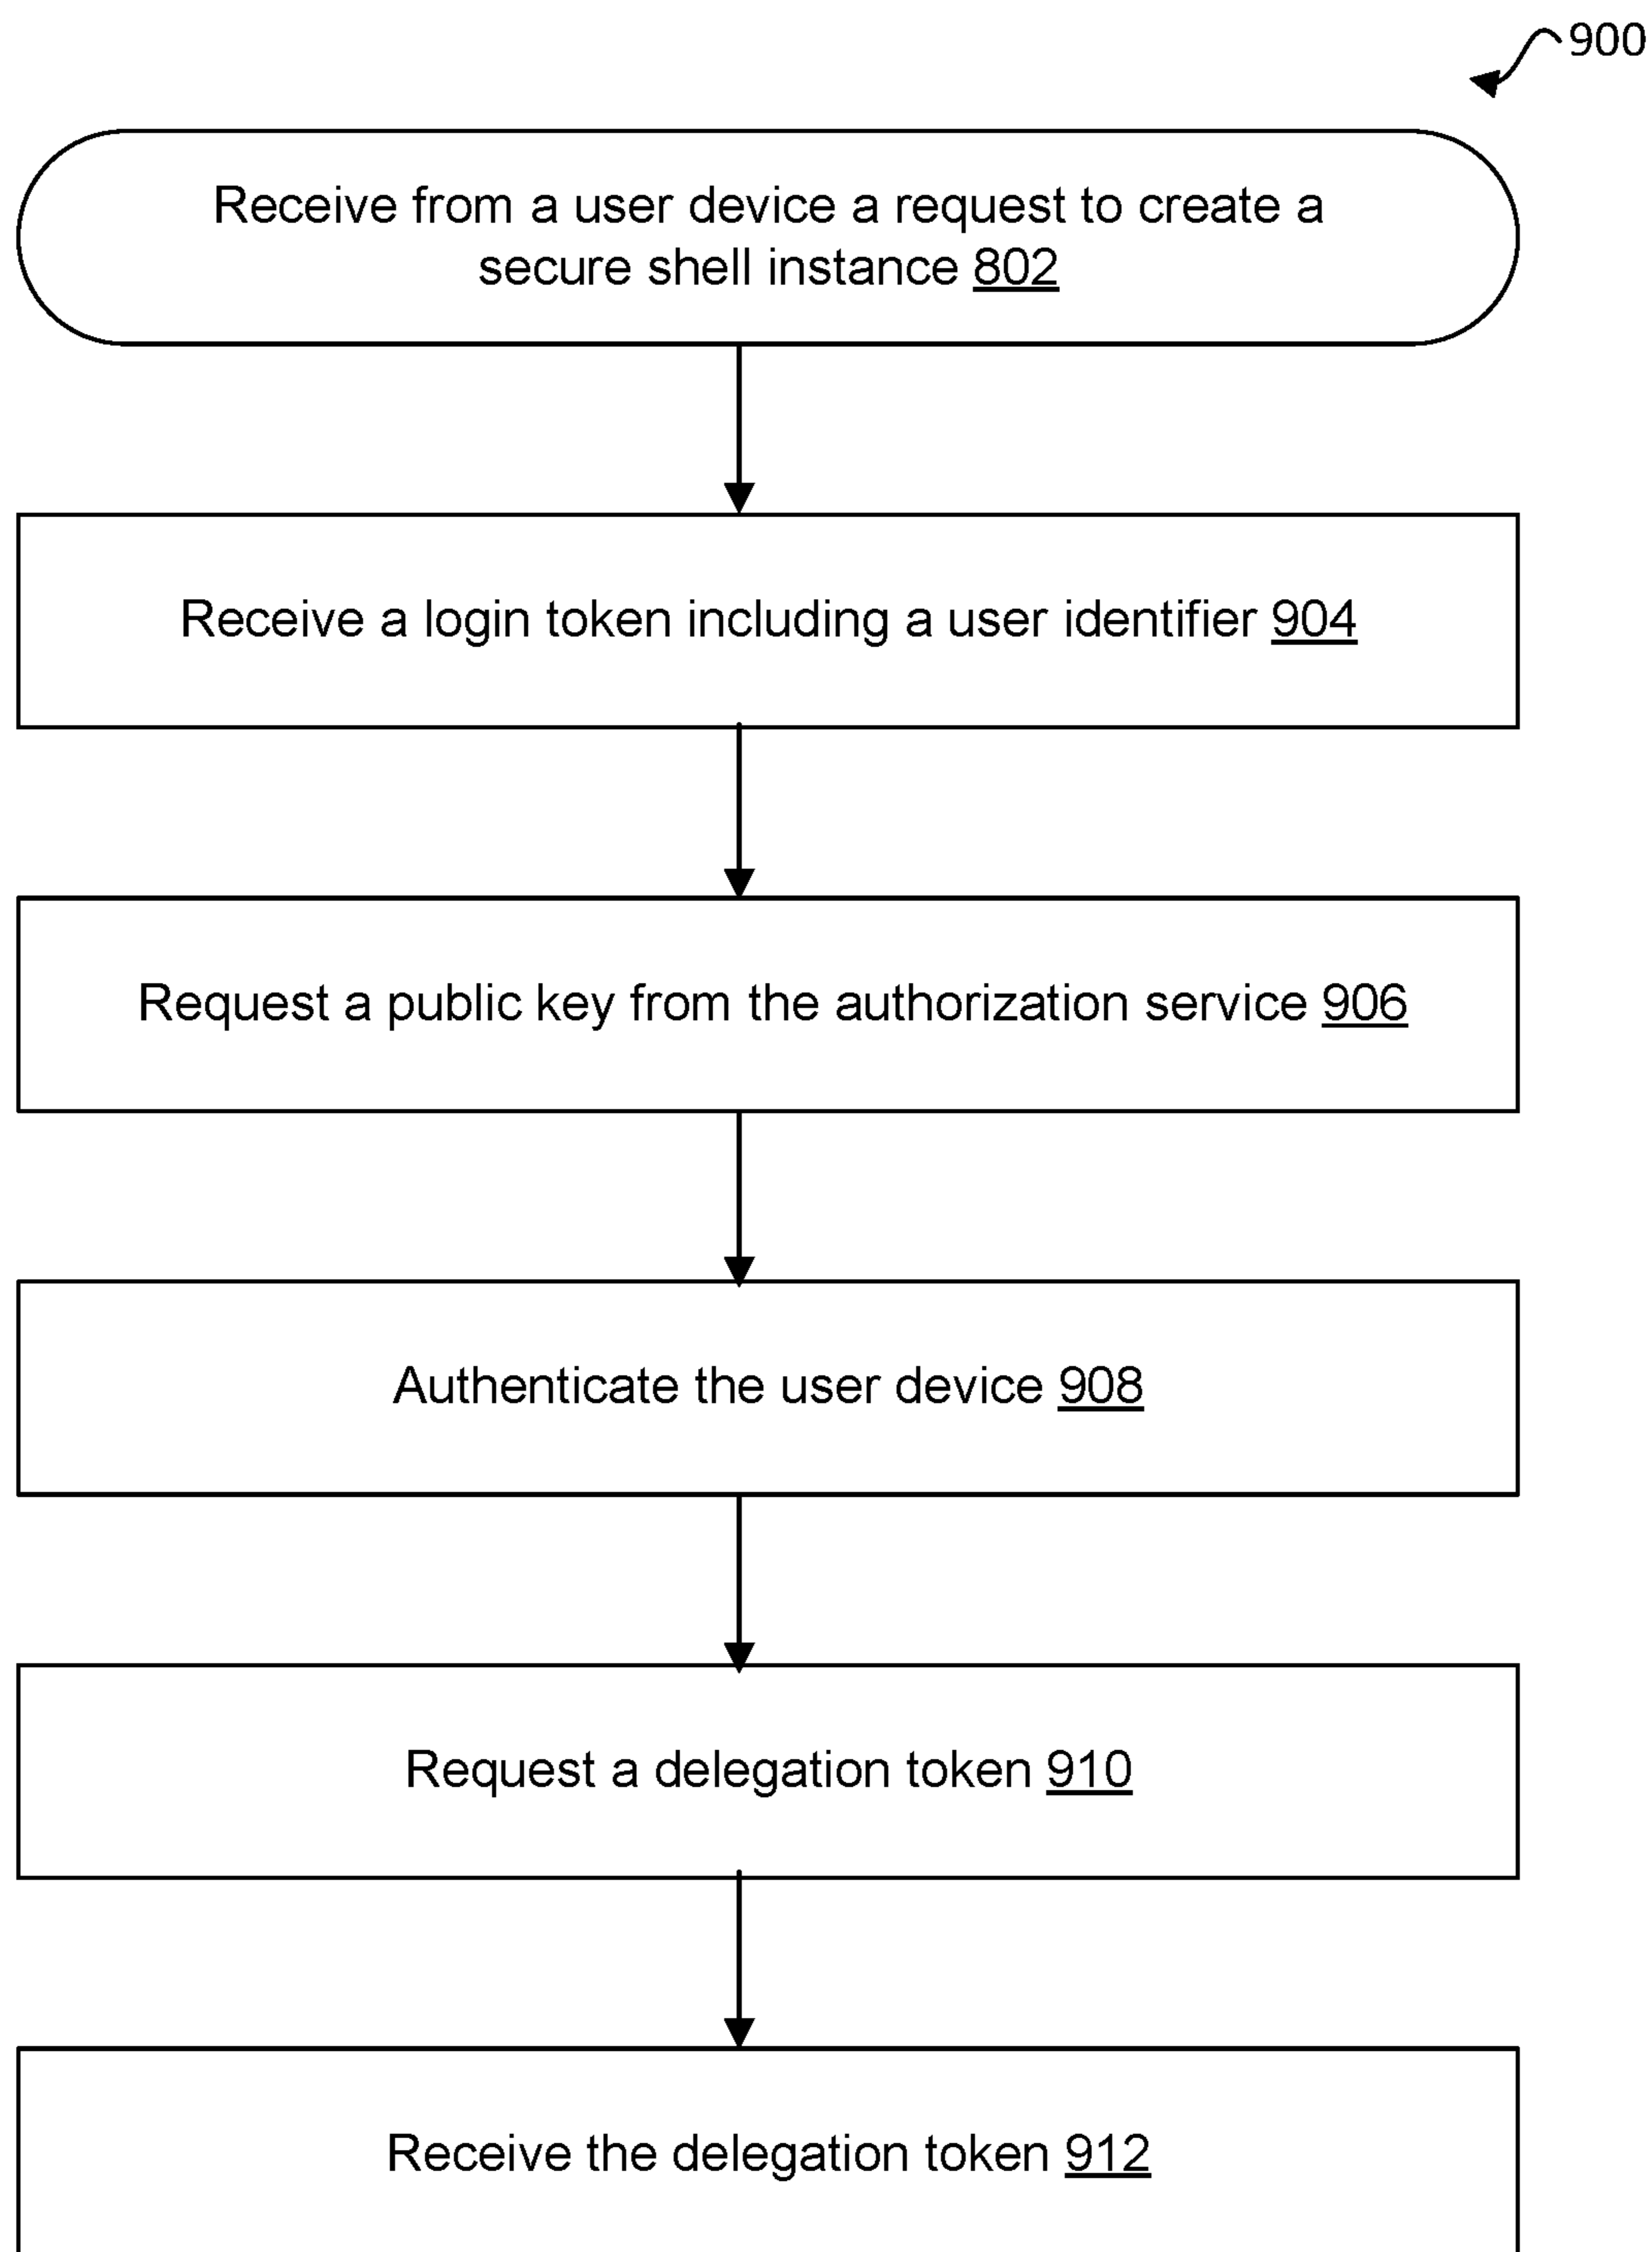 900
Receive from a user device a request to create a
secure shell instance 802
Receive a login token including a user identifier 904
Request a public key from the authorization service 906
Authenticate the user device 908
Request a delegation token 910
Receive the delegation token 912